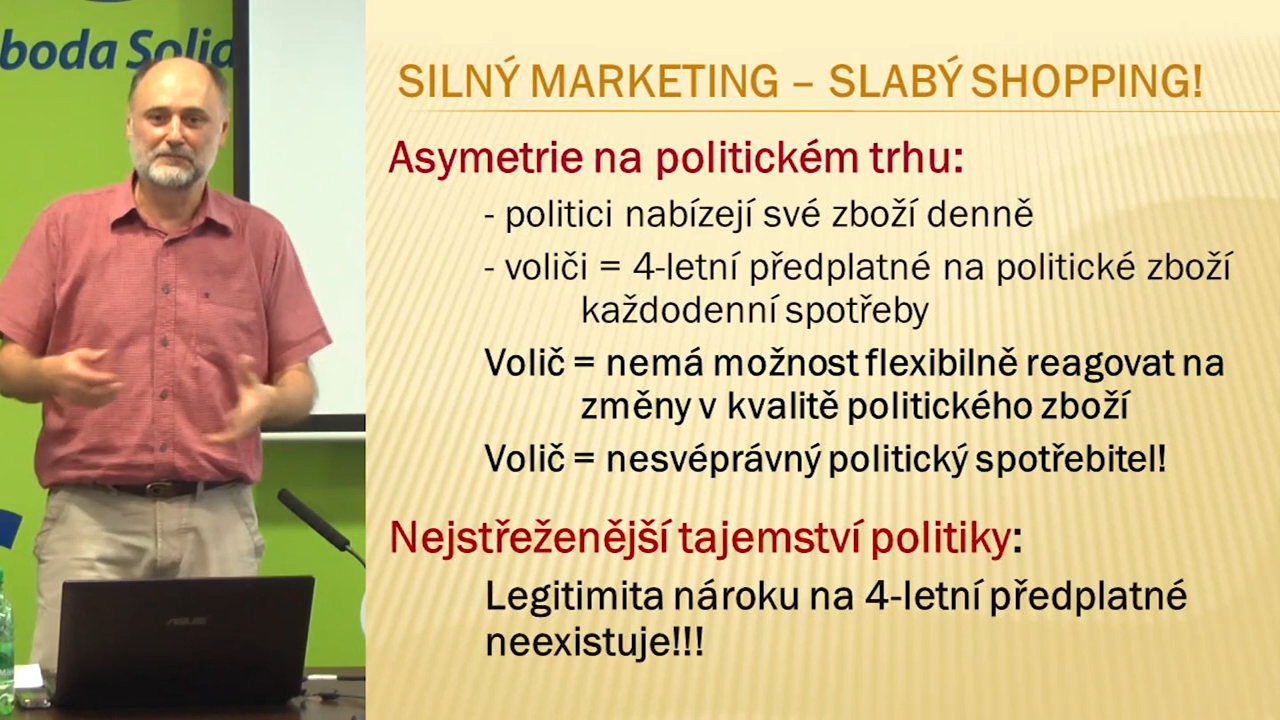 boda Solid
SILNÝ MARKETING – SLABÝ SHOPPING!
Asymetrie na politickém trhu:
- politici nabízejí své zboží denně
- voliči = 4-letní předplatné na politické zboží
každodenní spotřeby
Volič = nemá možnost flexibilně reagovat na
změny v kvalitě politického zboží
Volič = nesvéprávný politický spotřebitel!
Nejstřeženější tajemství politiky:
Legitimita nároku na 4-letní předplatné
neexistuje!!!
ASUS